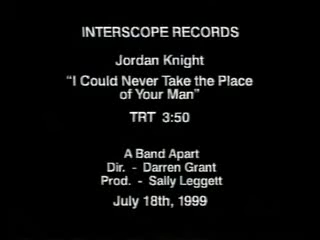 INTERSCOPE RECORDS
Jordan Knight
“I Could Never Take the Place
of Your Man”
TRT 3:50
A Band Apart
Dir. - Darren Grant
Prod. - Sally Leggett
July 18th, 1999